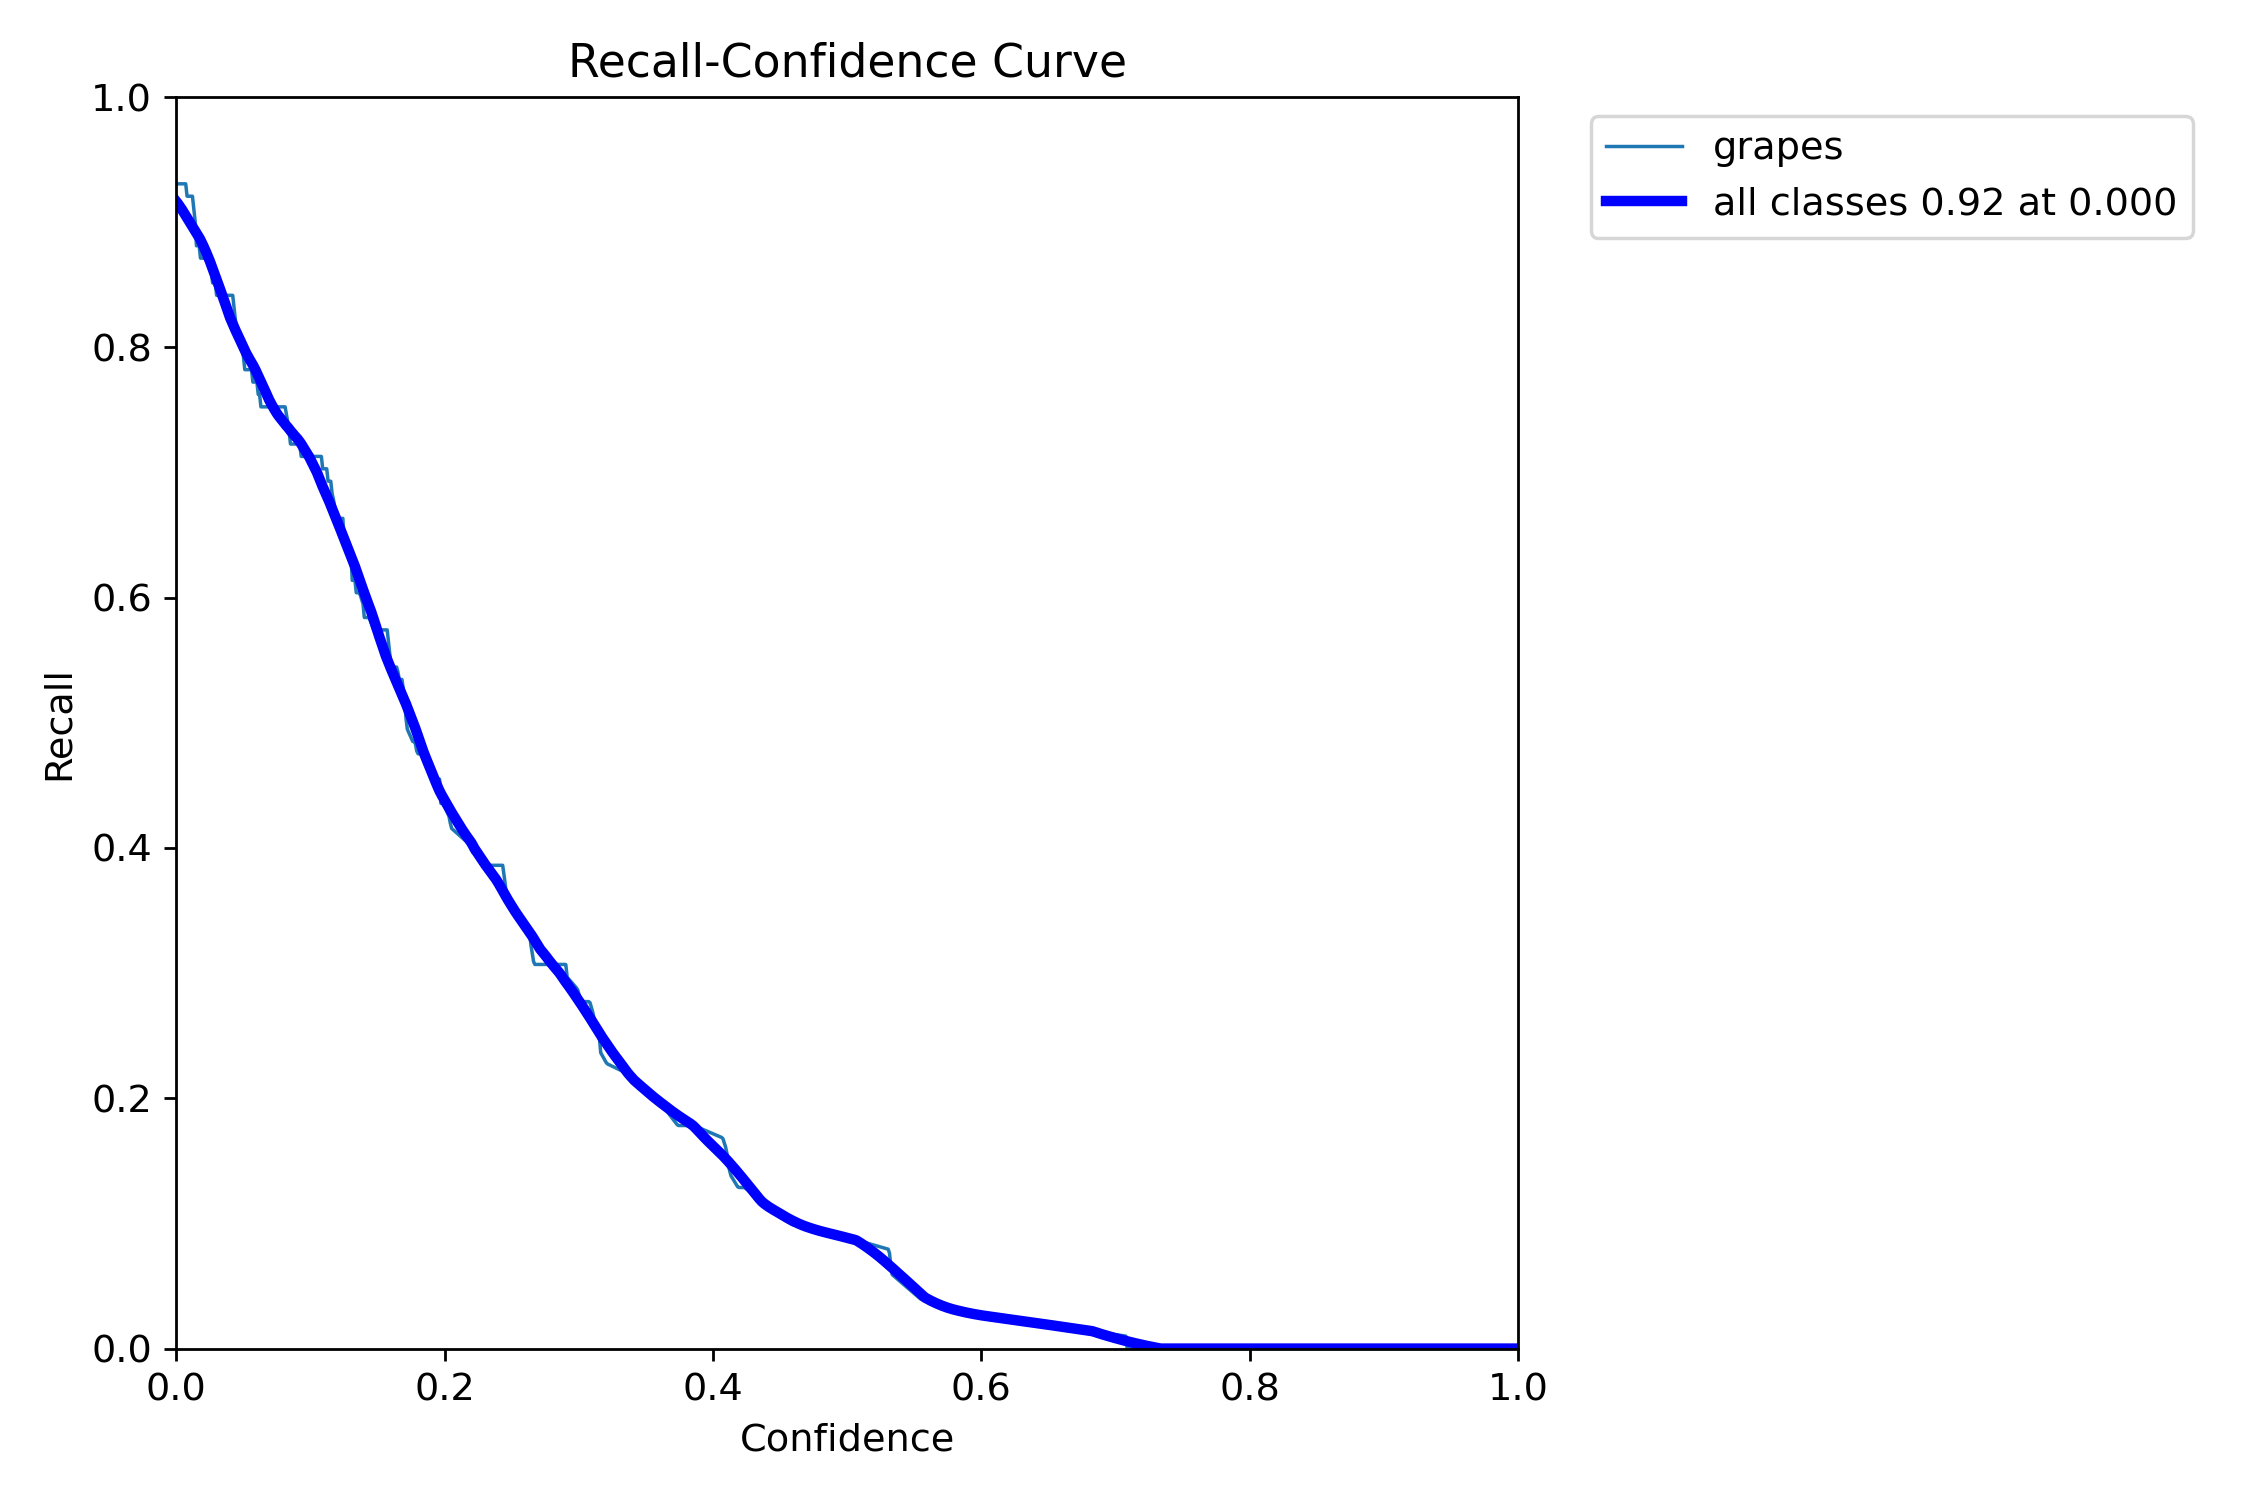 Recall-Confidence Curve
1.0
0.8
0.6
0.4
0.2
0.0
Recall
0.0 0.2 0.4 0.6 0.8 1.0
Confidence
grapes
all classes 0.92 at 0.000